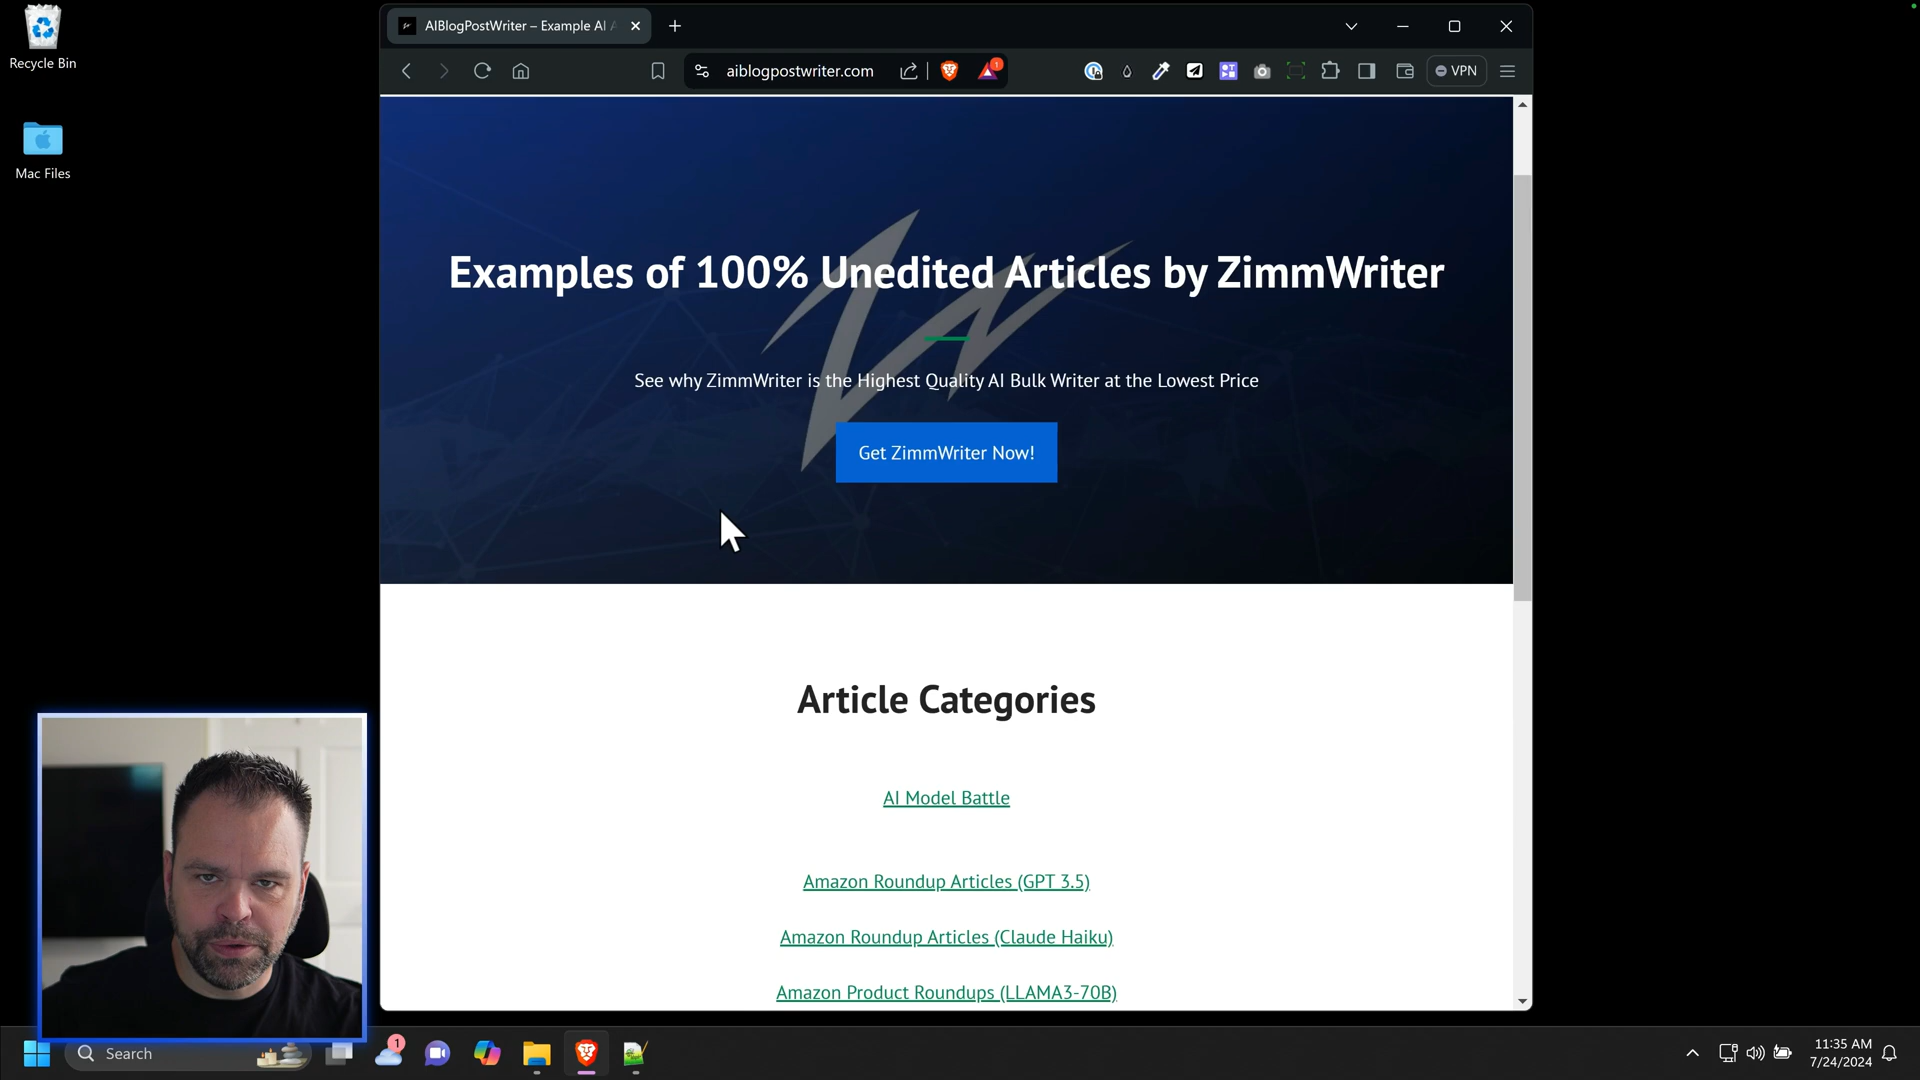 Recycle Bin
Mac Files
AIBlogPostWriter – Example AI A
aiblogpostwriter.com
1
VPN
Examples of 100% Unedited Articles by ZimmWriter
See why ZimmWriter is the Highest Quality AI Bulk Writer at the Lowest Price
Get ZimmWriter Now!
Article Categories
AI Model Battle
Amazon Roundup Articles (GPT 3.5)
Amazon Roundup Articles (Claude Haiku)
Amazon Product Roundups (LLAMA3-70B)
Search
1
11:35 AM
7/24/2024